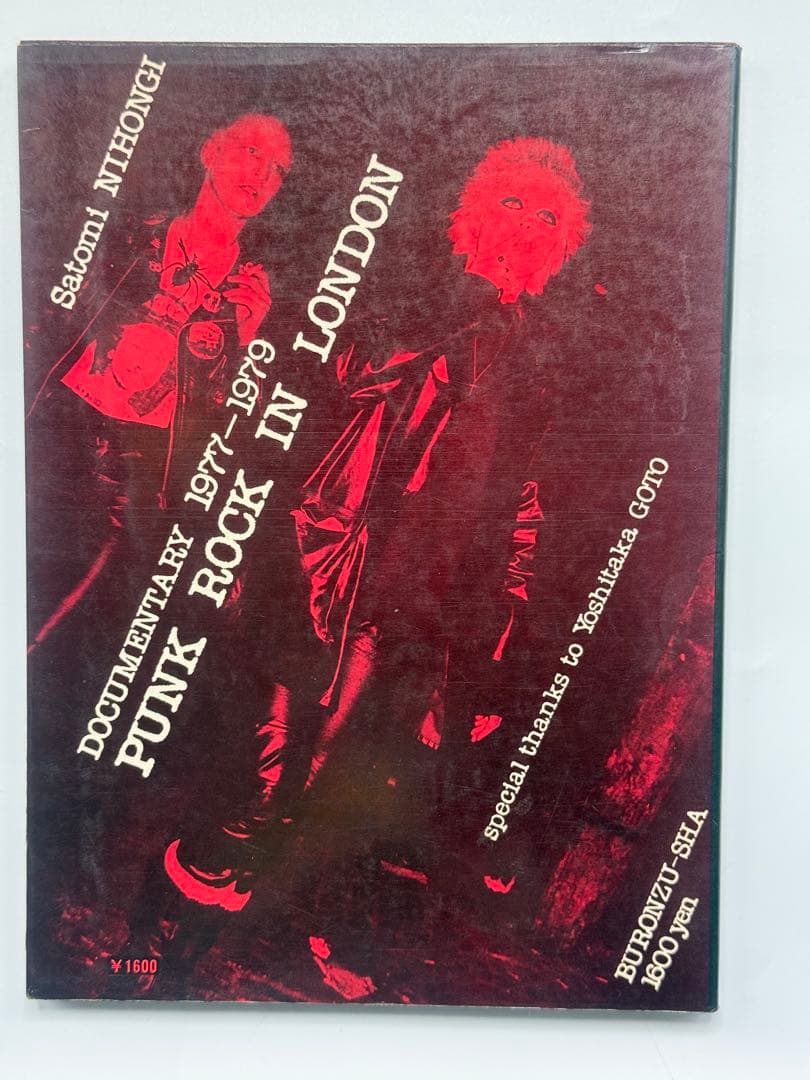 Satomi NIHONGI
DOCUMENTARY 1977–1979
PUNK ROCK IN LONDON
special thanks to Yoshitaka GOTO
BURONZU-SHA
1600 yen
¥1600